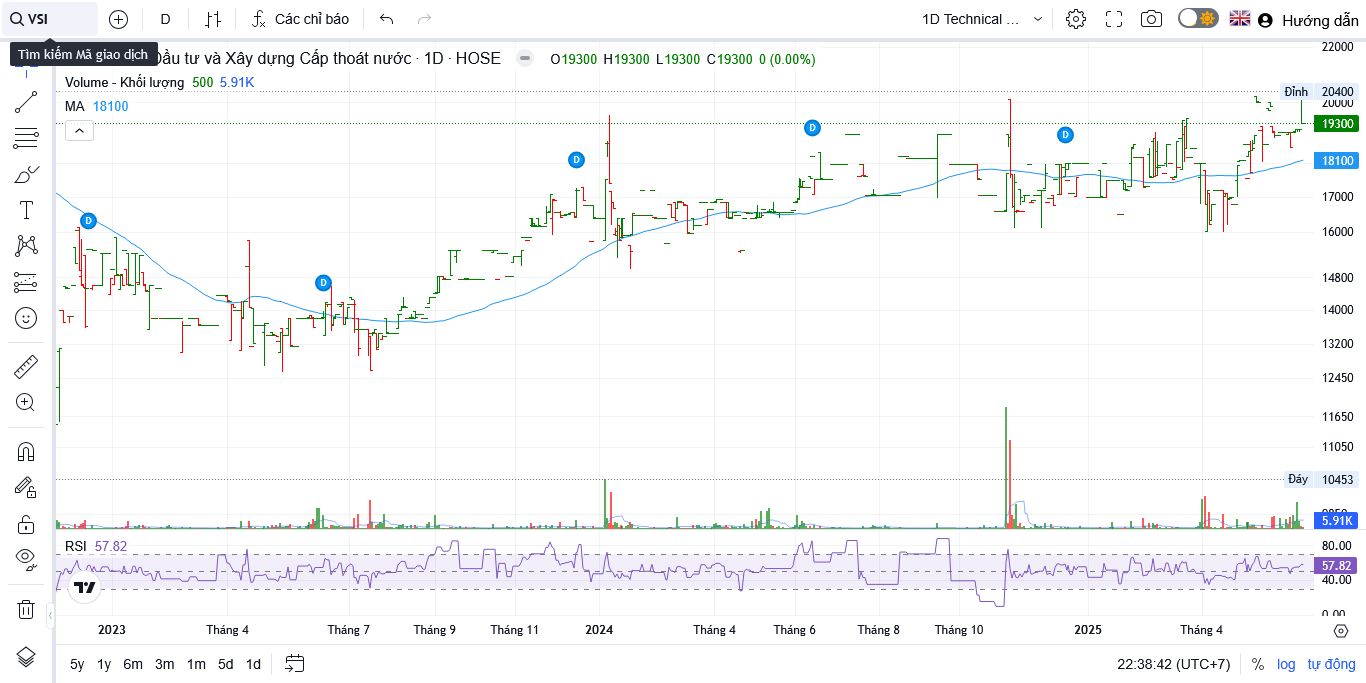 VSI
D
Các chỉ báo
1D Technical ...
Hướng dẫn
Tìm kiếm Mã giao dịch
Đầu tư và Xây dựng Cấp thoát nước · 1D · HOSE
O19300 H19300 L19300 C19300 0 (0.00%)
Volume - Khối lượng 500 5.91K
MA 18100
22000
Đỉnh 20400
20000
19300
18100
17000
16000
14800
14000
13200
12450
11650
11050
Đáy 10453
5.91K
D
D
D
D
D
RSI 57.82
80.00
57.82
40.00
0.00
2023
Tháng 4
Tháng 7
Tháng 9
Tháng 11
2024
Tháng 4
Tháng 6
Tháng 8
Tháng 10
2025
Tháng 4
5y 1y 6m 3m 1m 5d 1d
22:38:42 (UTC+7)
%
log
tự động